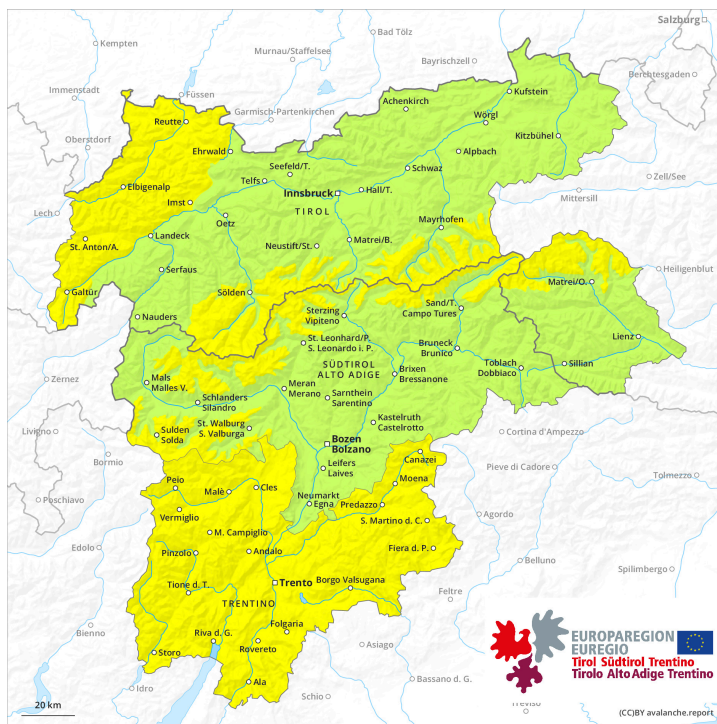 Salzburg
Kempten
Bad Tölz
Murnau/Staffelsee
Bayrischzell
Berchtesgaden
Immenstadt
Füssen
Garmisch-Partenkirchen
Achenkirch
Kufstein
Oberstdorf
Reutte
Wörgl
Kitzbühel
Ehrwald
Seefeld/T.
Alpbach
Schwaz
Zell/See
Telfs
Elbigenalp
Innsbruck
Hall/T.
Mittersill
Lech
Imst
TIROL
Oetz
Mayrhofen
St. Anton/A.
Landeck
Neustift/St.
Matrei/B.
Serfaus
Heiligenblut
Galtür
Sölden
Matrei/O.
Nauders
Sterzing
Vipiteno
Sand/T.
Campo Tures
Lienz
St. Leonhard/P.
S. Leonardo i. P.
Bruneck
Brunico
Toblach
Dobbiaco
Sillian
SÜDTIROL
ALTO ADIGE
Brixen
Bressanone
Zernez
Mals
Malles V.
Meran
Merano
Sarnthein
Sarentino
Schlanders
Silandro
St. Walburg
S. Valburga
Kastelruth
Castelrotto
Livigno
Sulden
Solda
Bozen
Bolzano
Cortina d'Ampezzo
Bormio
Leifers
Laives
Canazei
Pieve di Cadore
Tolmezzo
Poschiavo
Peio
Malè
Cles
Neumarkt
Egna
Moena
Predazzo
Agordo
Vermiglio
S. Martino d. C.
M. Campiglio
Edolo
Pinzolo
Andalo
Fiera d. P.
Belluno
Spilimbergo
Tione d. T.
Trento
Borgo Valsugana
Feltre
TRENTINO
Folgaria
Bienno
Riva d. G.
Rovereto
Asiago
Storo
Ala
Bassano d. G.
Idro
Schio
Treviso
EUROPAREGION
EUREGIO
Tirol Südtirol Trentino
Tirolo Alto Adige Trentino
20 km
(CC)BY avalanche.report